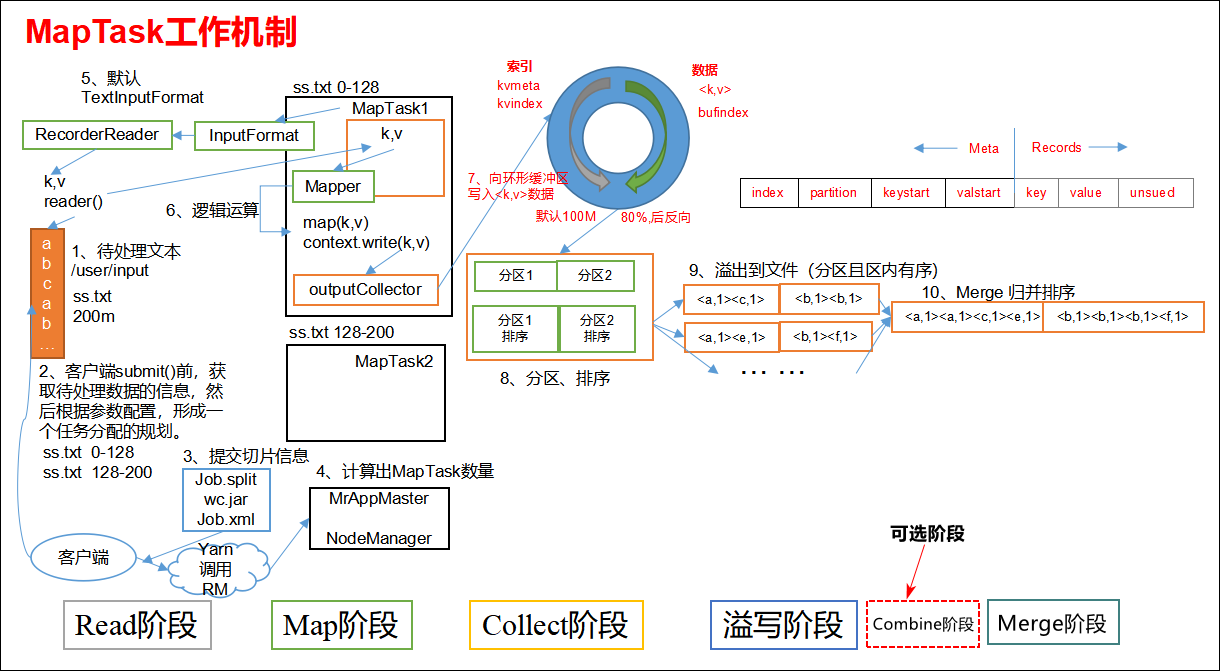 MapTask工作机制
5、默认
TextInputFormat
RecorderReader
InputFormat
k,v
reader()
ss.txt 0-128
MapTask1
k,v
Mapper
6、逻辑运算
map(k,v)
context.write(k,v)
outputCollector
a
b
c
a
b
...
1、待处理文本
/user/input
ss.txt
200m
ss.txt 128-200
MapTask2
2、客户端submit()前，获
取待处理数据的信息，然
后根据参数配置，形成一
个任务分配的规划。
ss.txt 0-128
ss.txt 128-200
3、提交切片信息
Job.split
wc.jar
Job.xml
4、计算出MapTask数量
MrAppMaster
NodeManager
客户端
Yarn
调用
RM
索引
kvmeta
kvindex
数据
<k,v>
bufindex
7、向环形缓冲区
写入<k,v>数据
默认100M
80%,后反向
Meta
Records
index partition keystart valstart key value unsued
分区1 分区2
分区1
排序
分区2
排序
8、分区、排序
9、溢出到文件（分区且区内有序）
<a,1><c,1> <b,1><b,1>
<a,1><e,1> <b,1><f,1>
... ...
10、Merge 归并排序
<a,1><a,1><c,1><e,1> <b,1><b,1><b,1><f,1>
可选阶段
Read阶段
Map阶段
Collect阶段
溢写阶段
Combine阶段
Merge阶段